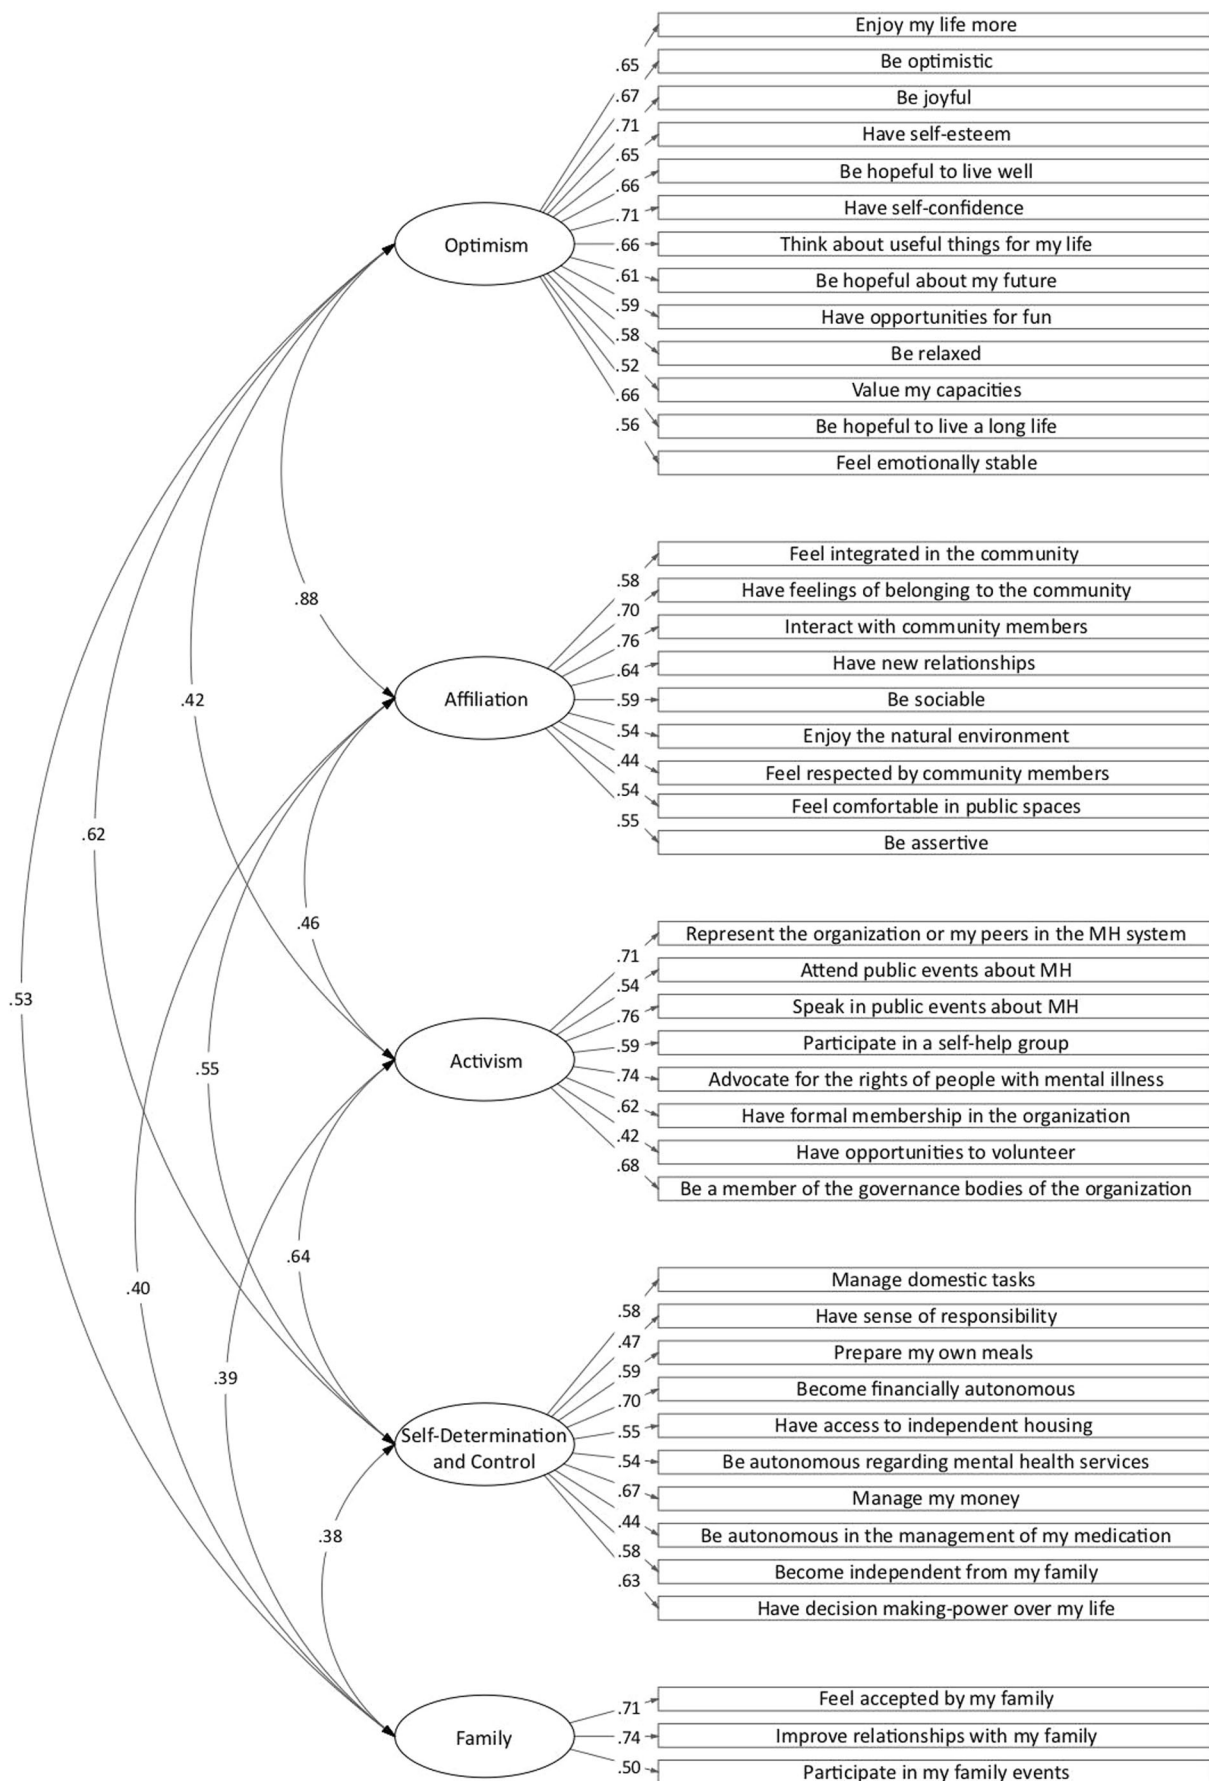 Enjoy my life more
.65
Be optimistic
.67
Be joyful
.71
Have self-esteem
.65
Be hopeful to live well
.66
Have self-confidence
.71
Optimism
.66
Think about useful things for my life
.61
Be hopeful about my future
.59
Have opportunities for fun
.58
Be relaxed
.52
Value my capacities
.66
Be hopeful to live a long life
.56
Feel emotionally stable
Feel integrated in the community
.58
Have feelings of belonging to the community
.88
.70
Interact with community members
.76
Have new relationships
.64
.42
Affiliation
.59
Be sociable
.54
Enjoy the natural environment
.44
Feel respected by community members
.54
Feel comfortable in public spaces
.55
.62
Be assertive
.46
Represent the organization or my peers in the MH system
.71
Attend public events about MH
.54
.53
Speak in public events about MH
.76
Participate in a self-help group
.59
Activism
.55
.74
Advocate for the rights of people with mental illness
.62
Have formal membership in the organization
.42
Have opportunities to volunteer
.68
Be a member of the governance bodies of the organization
.64
.40
Manage domestic tasks
.58
Have sense of responsibility
.47
Prepare my own meals
.59
.39
Become financially autonomous
.70
Have access to independent housing
.55
Self-Determination
and Control
.54
Be autonomous regarding mental health services
.67
Manage my money
.44
.38
Be autonomous in the management of my medication
.58
Become independent from my family
.63
Have decision making-power over my life
Feel accepted by my family
.71
Family
.74
Improve relationships with my family
.50
Participate in my family events